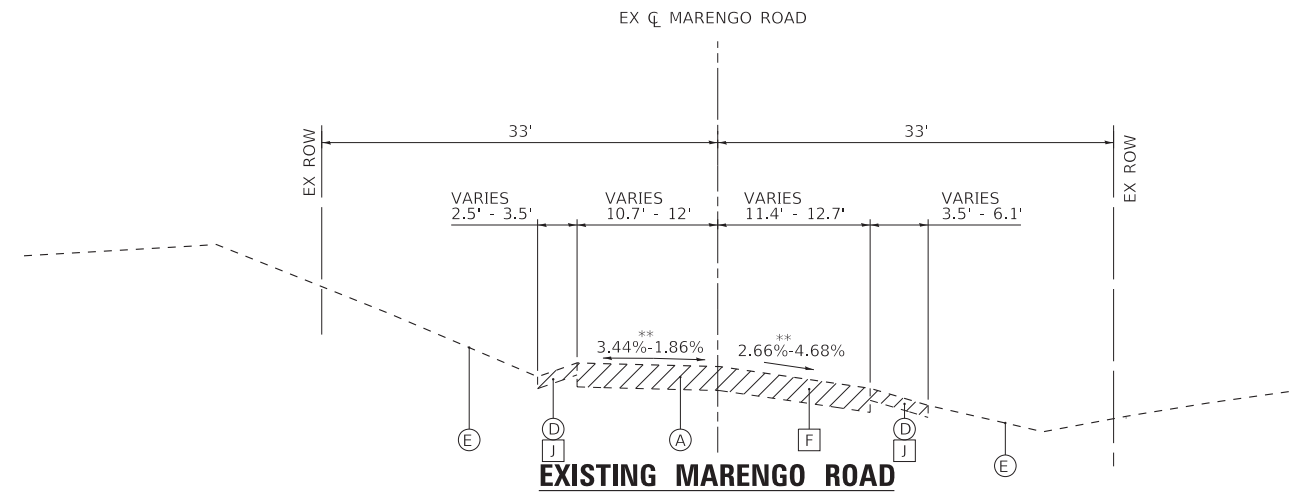 EX ℄ MARENGO ROAD
33' 33'
EX ROW
EX ROW
VARIES VARIES VARIES VARIES
2.5' - 3.5' 10.7' - 12' 11.4' - 12.7' 3.5' - 6.1'
** **
3.44%-1.86% 2.66%-4.68%
E D A F D E
J J
EXISTING MARENGO ROAD